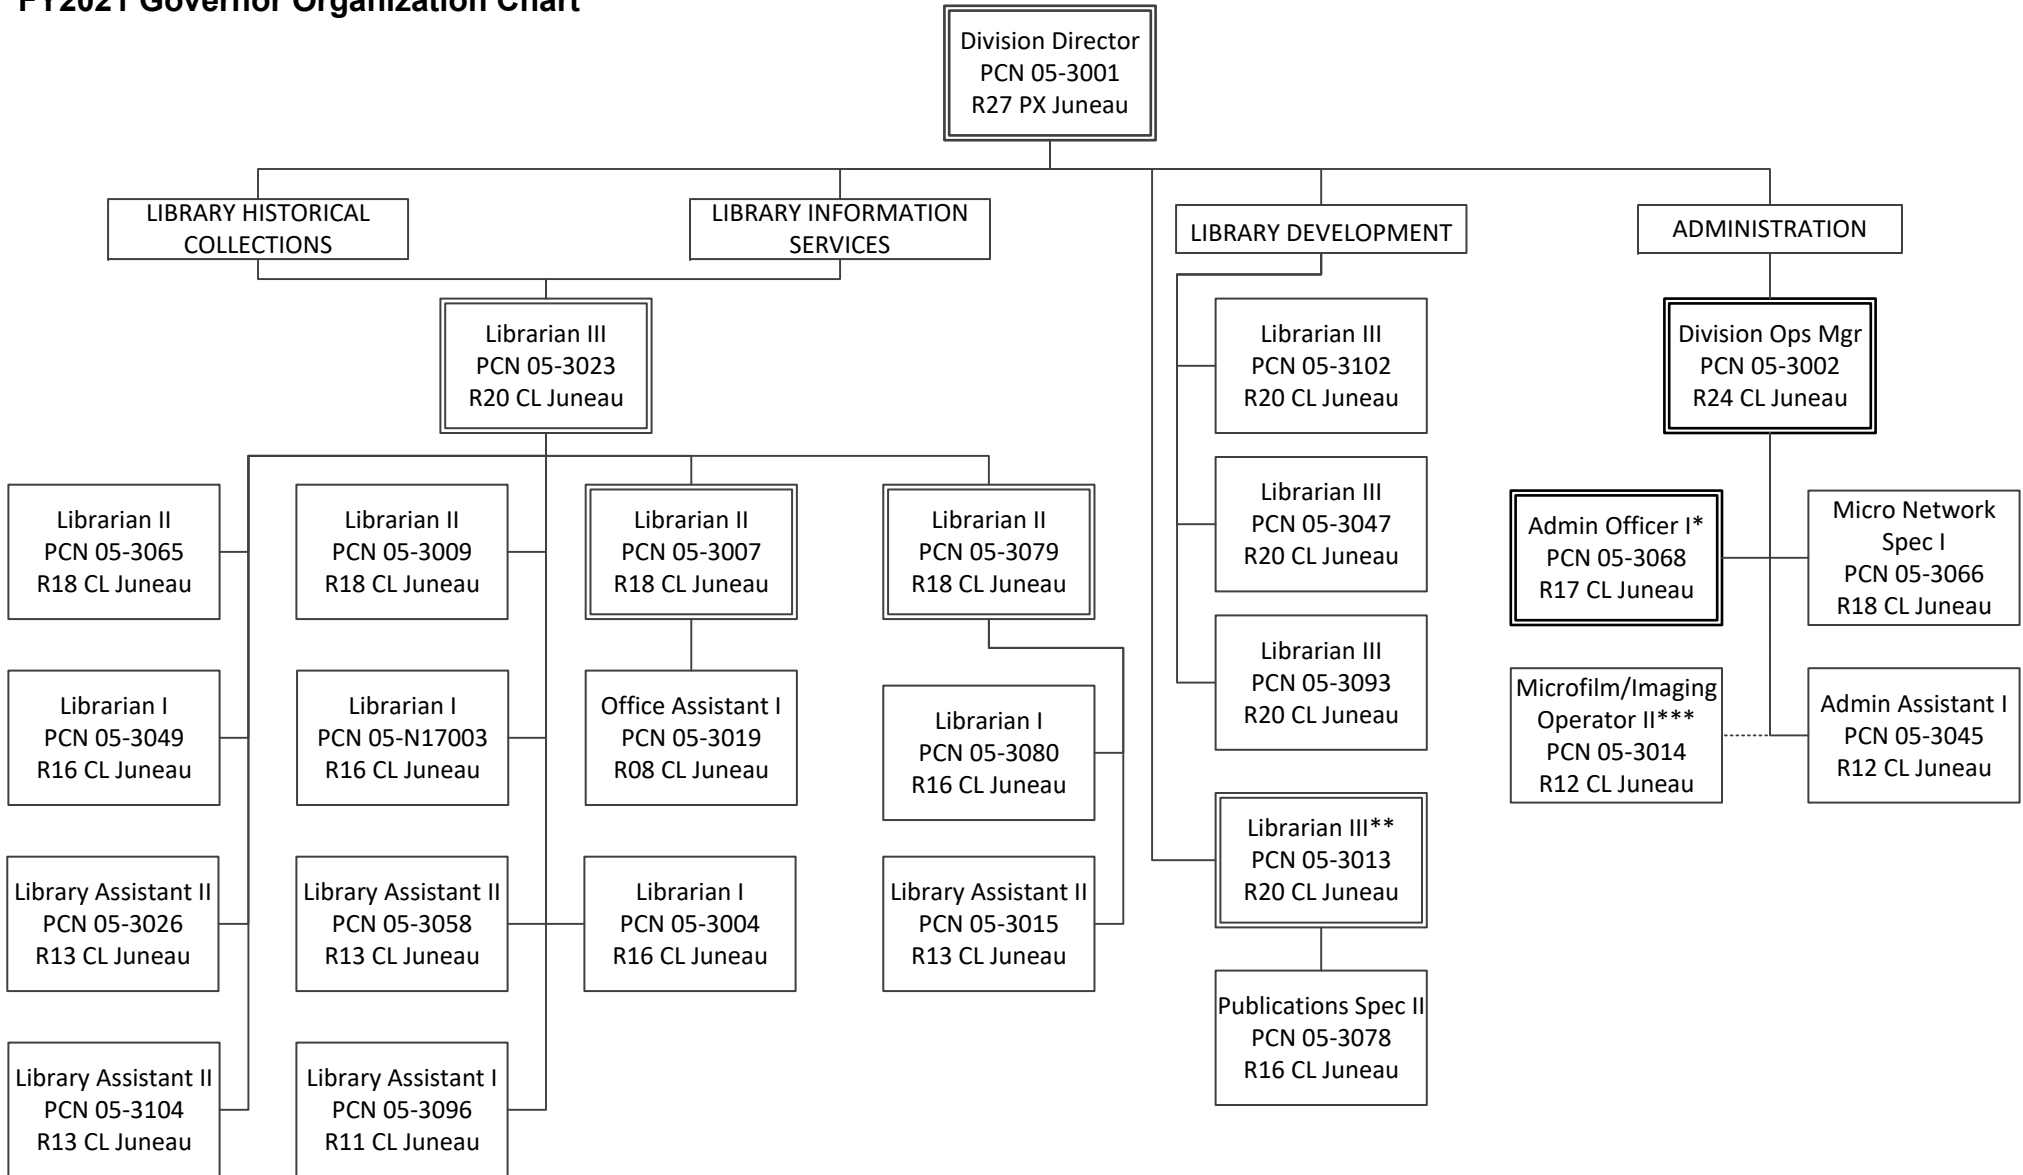 FY2021 Governor Organization Chart
Division Director
PCN 05-3001
R27 PX Juneau
LIBRARY HISTORICAL
COLLECTIONS
LIBRARY INFORMATION
SERVICES
LIBRARY DEVELOPMENT
ADMINISTRATION
Librarian III
PCN 05-3023
R20 CL Juneau
Librarian II
PCN 05-3065
R18 CL Juneau
Librarian I
PCN 05-3049
R16 CL Juneau
Library Assistant II
PCN 05-3026
R13 CL Juneau
Library Assistant II
PCN 05-3104
R13 CL Juneau
Librarian II
PCN 05-3009
R18 CL Juneau
Librarian I
PCN 05-N17003
R16 CL Juneau
Library Assistant II
PCN 05-3058
R13 CL Juneau
Library Assistant I
PCN 05-3096
R11 CL Juneau
Librarian II
PCN 05-3007
R18 CL Juneau
Office Assistant I
PCN 05-3019
R08 CL Juneau
Librarian I
PCN 05-3004
R16 CL Juneau
Librarian II
PCN 05-3079
R18 CL Juneau
Librarian I
PCN 05-3080
R16 CL Juneau
Library Assistant II
PCN 05-3015
R13 CL Juneau
Librarian III
PCN 05-3102
R20 CL Juneau
Librarian III
PCN 05-3047
R20 CL Juneau
Librarian III
PCN 05-3093
R20 CL Juneau
Librarian III**
PCN 05-3013
R20 CL Juneau
Publications Spec II
PCN 05-3078
R16 CL Juneau
Division Ops Mgr
PCN 05-3002
R24 CL Juneau
Admin Officer I*
PCN 05-3068
R17 CL Juneau
Micro Network
Spec I
PCN 05-3066
R18 CL Juneau
Microfilm/Imaging
Operator II***
PCN 05-3014
R12 CL Juneau
Admin Assistant I
PCN 05-3045
R12 CL Juneau